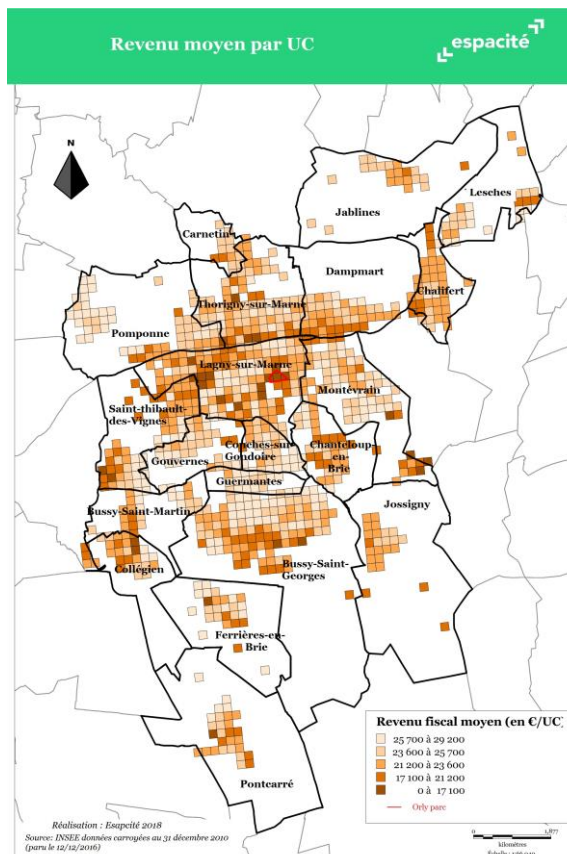 Revenu moyen par UC
espacité
N
Lesches
Jablines
Carnetin
Dampmart
Chalifert
Thorigny-sur-Marne
Pomponne
Lagny-sur-Marne
Montévrain
Saint-thibault-
des-Vignes
Conches-sur-
Gondoire
Chanteloup-
en-
Brie
Gouvernes
Guermantes
Bussy-Saint-Martin
Jossigny
Collégien
Bussy-Saint-
Georges
Ferrières-en-
Brie
Pontcarré
Revenu fiscal moyen (en €/UC)
25 700 à 29 200
23 600 à 25 700
21 200 à 23 600
17 100 à 21 200
0 à 17 100
Orly parc
Réalisation : Esapcité 2018
Source: INSEE données carroyées au 31 décembre 2010
(paru le 12/12/2016)
0
1,877
kilomètres